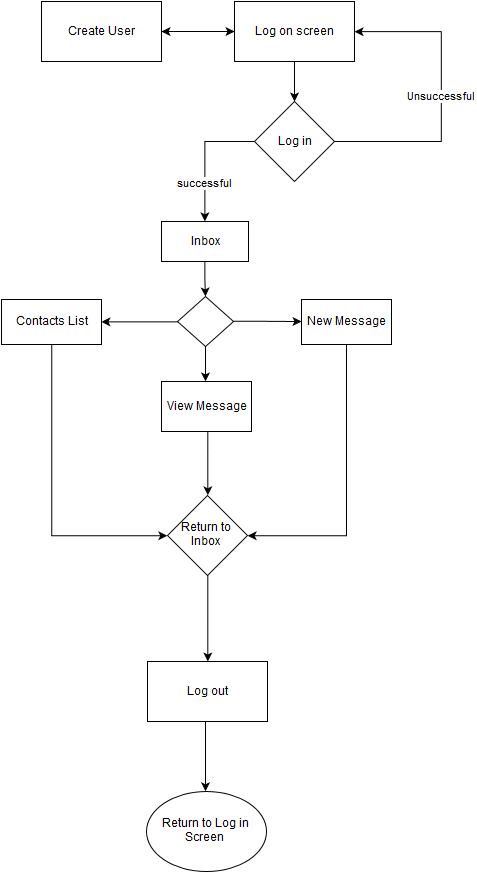 Create User
Log on screen
Unsuccessful
Log in
successful
Inbox
Contacts List
New Message
View Message
Return to
Inbox
Log out
Return to Log in
Screen